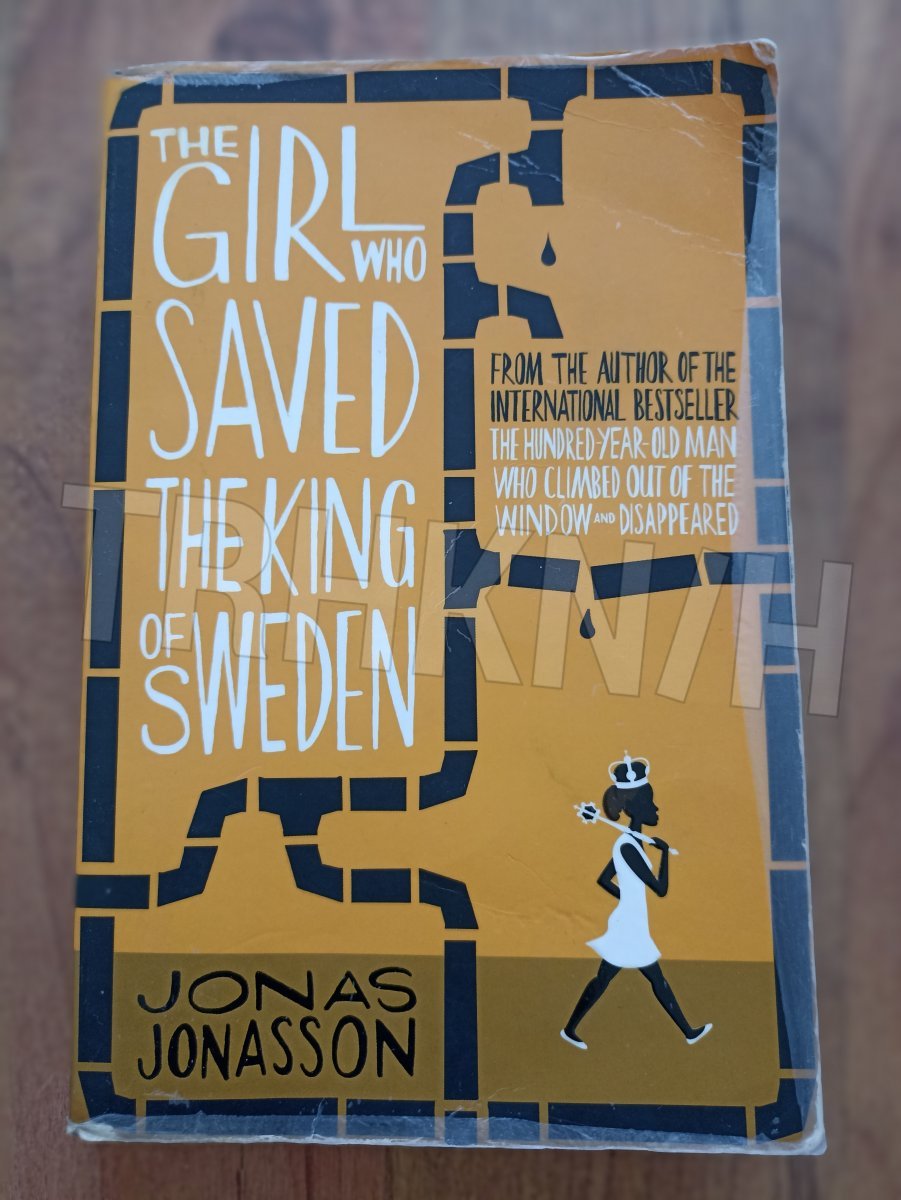 THE
GIRL
WHO
SAVED
THE KING
OF
SWEDEN
FROM THE AUTHOR OF THE
INTERNATIONAL BESTSELLER
THE HUNDRED-YEAR-OLD MAN
WHO CLIMBED OUT OF THE
WINDOW AND DISAPPEARED
TRHKN/H
JONAS
JONASSON